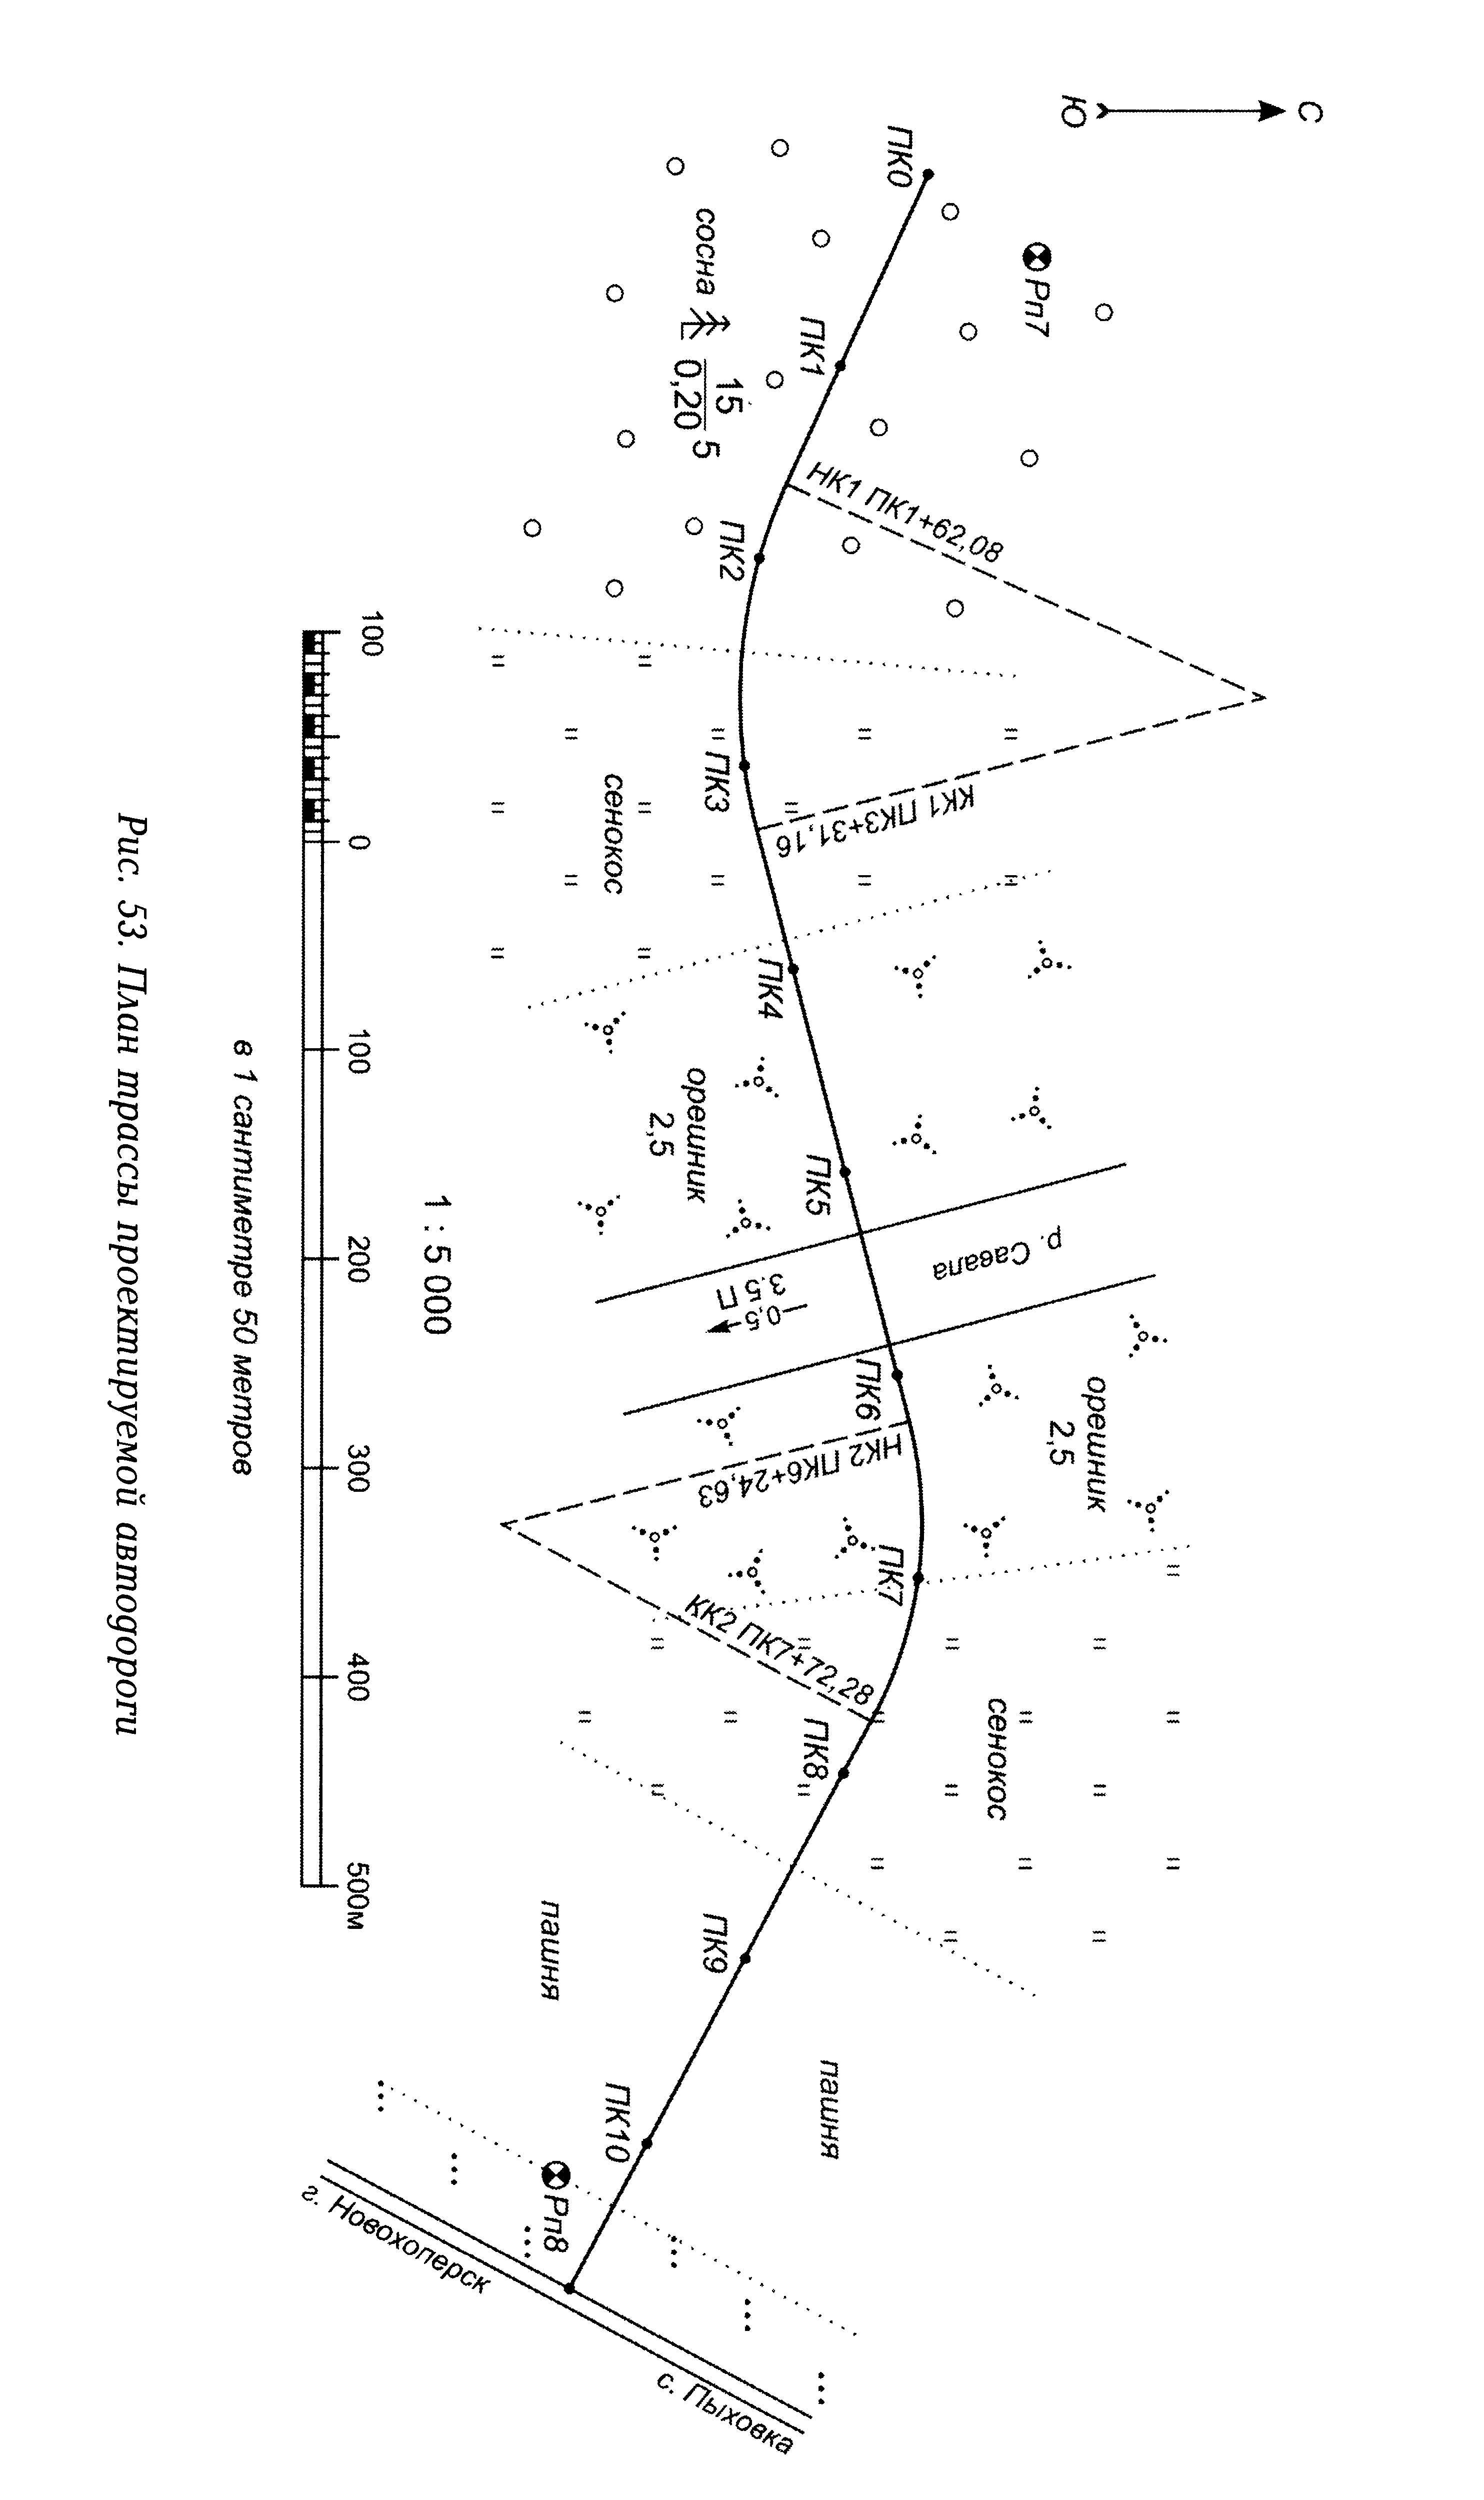 С
Ю
ПК0
Рп7
сосна
15
0,20
5
ПК1
НК1 ПК1+62,08
ПК2
ПК3
КК1 ПК3+31,16
сенокос
ПК4
орешник
2,5
ПК5
р. Савала
0,5
3.5 П
ПК6
НК2 ПК6+24,63
орешник
2,5
ПК7
КК2 ПК7+72,28
ПК8
сенокос
ПК9
пашня
пашня
ПК10
Рп8
г. Новохоперск
с. Пыховка
1 : 5 000
100 0 100 200 300 400 500м
в 1 сантиметре 50 метров
Рис. 53. План трассы проектируемой автодороги